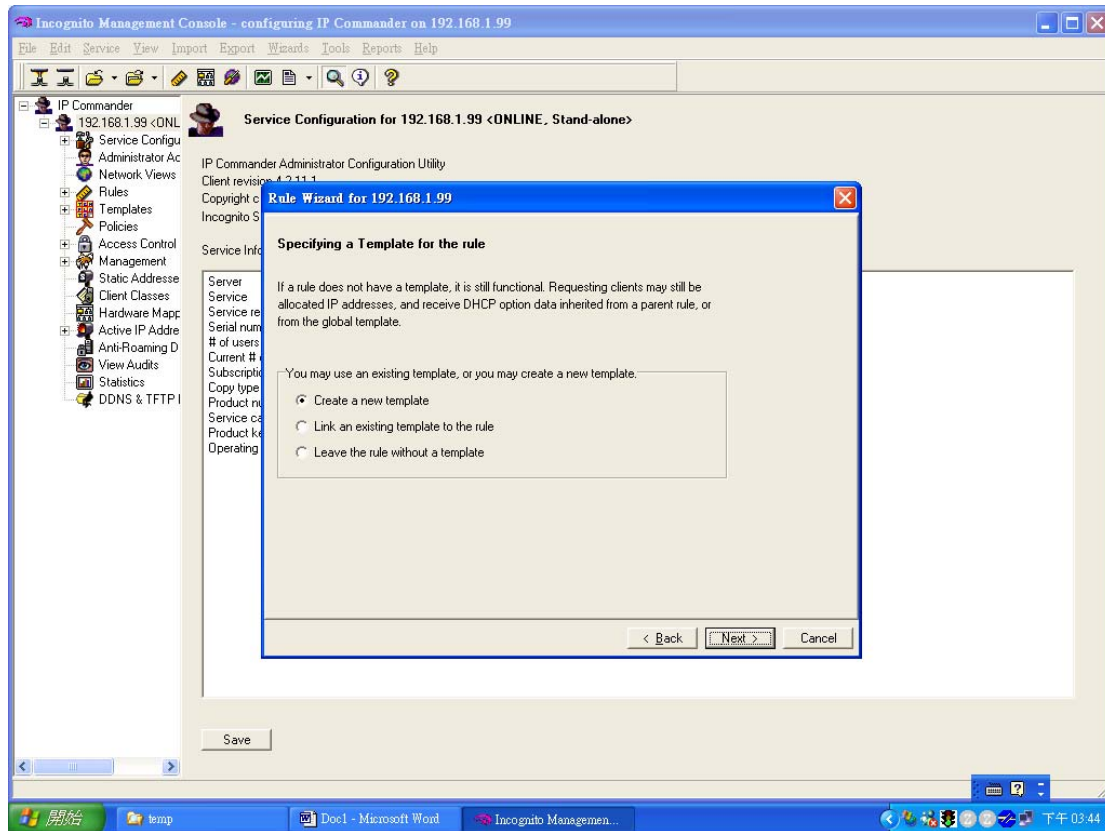 Incognito Management Console - configuring IP Commander on 192.168.1.99
File Edit Service View Import Export Wizards Tools Reports Help
IP Commander
192.168.1.99 <ONL
Service Configu
Administrator Ac
Network Views
Rules
Templates
Policies
Access Control
Management
Static Addresse
Client Classes
Hardware Mapp
Active IP Addre
Anti-Roaming D
View Audits
Statistics
DDNS & TFTP
Service Configuration for 192.168.1.99 <ONLINE, Stand-alone>
IP Commander Administrator Configuration Utility
Client revision 4.2.11.1
Copyright c
Incognito S
Service Info
Server
Service
Service re
Serial num
# of users
Current #
Subscriptio
Copy type
Product nu
Service ca
Product ke
Operating
Rule Wizard for 192.168.1.99
Specifying a Template for the rule
If a rule does not have a template, it is still functional. Requesting clients may still be
allocated IP addresses, and receive DHCP option data inherited from a parent rule, or
from the global template.
You may use an existing template, or you may create a new template.
Create a new template
Link an existing template to the rule
Leave the rule without a template
< Back Next > Cancel
Save
開始 temp Doc1 - Microsoft Word Incognito Managemen... 下午 03:44